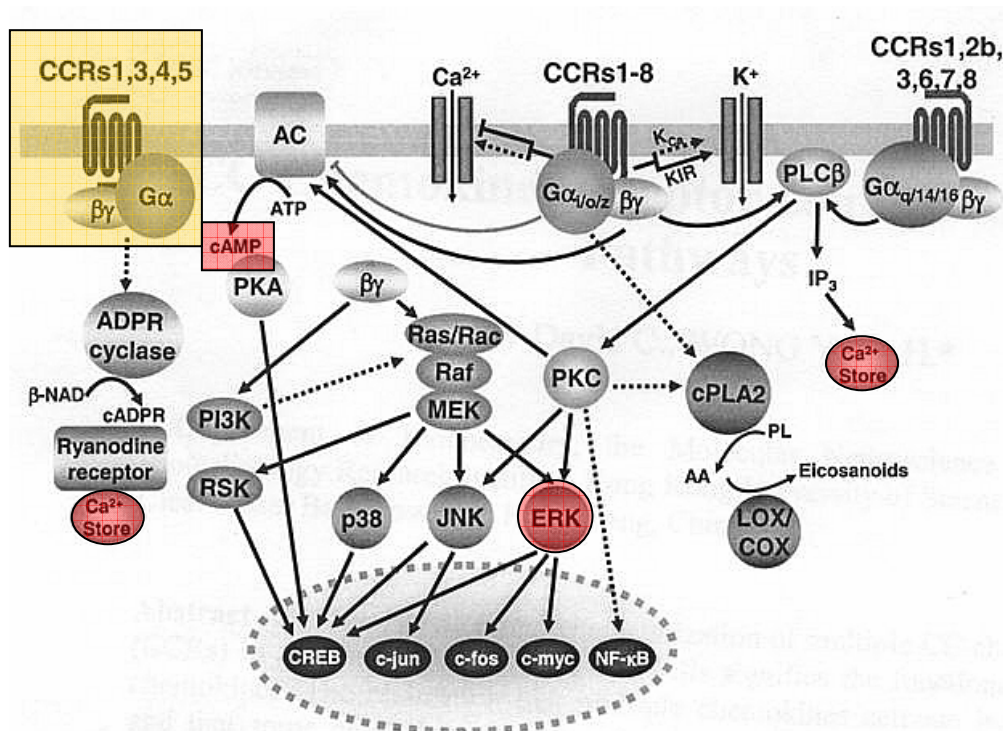 CCRs1,3,4,5
Ca²⁺
CCRs1-8
K⁺
CCRs1,2b,
3,6,7,8
AC
KCA
KIR
PLCβ
Gα
βγ
ATP
Gαi/o/z
βγ
Gαq/14/16
βγ
cAMP
PKA
βγ
IP₃
ADPR
cyclase
Ras/Rac
Raf
MEK
PKC
cPLA2
Ca²⁺
Store
β-NAD
cADPR
PI3K
PL
Ryanodine
receptor
RSK
AA
Eicosanoids
Ca²⁺
Store
p38
JNK
ERK
LOX/
COX
CREB
c-jun
c-fos
c-myc
NF-κB